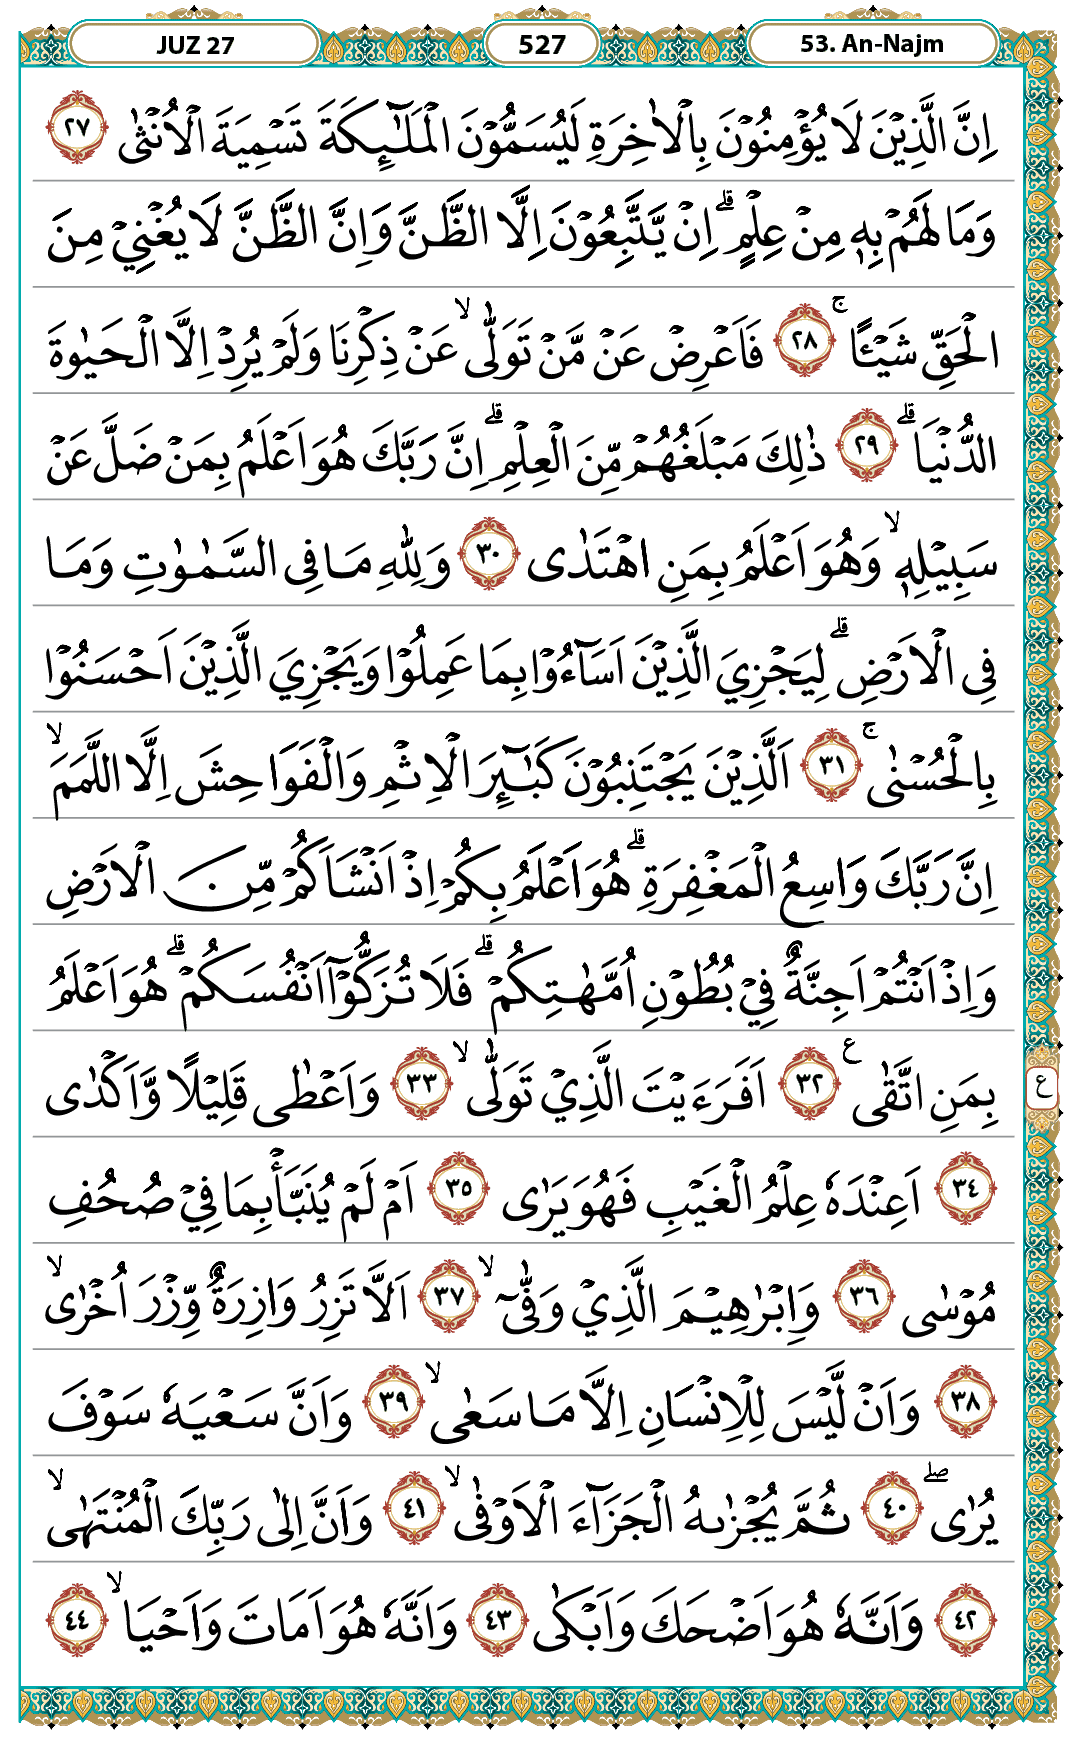 JUZ 27 527 53. An-Najm
اِنَّ الَّذِيْنَ لَا يُؤْمِنُوْنَ بِالْاٰخِرَةِ لَيُسَمُّوْنَ الْمَلٰۤىِٕكَةَ تَسْمِيَةَ الْاُنْثٰى ٢٧
وَمَا لَهُمْ بِهٖ مِنْ عِلْمٍۗ اِنْ يَّتَّبِعُوْنَ اِلَّا الظَّنَّ وَاِنَّ الظَّنَّ لَا يُغْنِيْ مِنَ
الْحَقِّ شَيْـًٔاۚ ٢٨ فَاَعْرِضْ عَنْ مَّنْ تَوَلّٰىۙ عَنْ ذِكْرِنَا وَلَمْ يُرِدْ اِلَّا الْحَيٰوةَ
الدُّنْيَاۗ ٢٩ ذٰلِكَ مَبْلَغُهُمْ مِّنَ الْعِلْمِۗ اِنَّ رَبَّكَ هُوَ اَعْلَمُ بِمَنْ ضَلَّ عَنْ
سَبِيْلِهٖۙ وَهُوَ اَعْلَمُ بِمَنِ اهْتَدٰى ٣٠ وَلِلّٰهِ مَا فِى السَّمٰوٰتِ وَمَا
فِى الْاَرْضِۗ لِيَجْزِيَ الَّذِيْنَ اَسَاۤءُوْا بِمَا عَمِلُوْا وَيَجْزِيَ الَّذِيْنَ اَحْسَنُوْا
بِالْحُسْنٰىۚ ٣١ اَلَّذِيْنَ يَجْتَنِبُوْنَ كَبٰۤىِٕرَ الْاِثْمِ وَالْفَوَاحِشَ اِلَّا اللَّمَمَۙ
اِنَّ رَبَّكَ وَاسِعُ الْمَغْفِرَةِۗ هُوَ اَعْلَمُ بِكُمْ اِذْ اَنْشَاَكُمْ مِّنَ الْاَرْضِ
وَاِذْ اَنْتُمْ اَجِنَّةٌ فِيْ بُطُوْنِ اُمَّهٰتِكُمْۗ فَلَا تُزَكُّوْٓا اَنْفُسَكُمْۗ هُوَ اَعْلَمُ
بِمَنِ اتَّقٰىع ٣٢ اَفَرَءَيْتَ الَّذِيْ تَوَلّٰىۙ ٣٣ وَاَعْطٰى قَلِيْلًا وَّاَكْدٰى
ع
٣٤ اَعِنْدَهٗ عِلْمُ الْغَيْبِ فَهُوَ يَرٰى ٣٥ اَمْ لَمْ يُنَبَّأْ بِمَا فِيْ صُحُفِ
مُوْسٰى ٣٦ وَاِبْرٰهِيْمَ الَّذِيْ وَفّٰىٓۙ ٣٧ اَلَّا تَزِرُ وَازِرَةٌ وِّزْرَ اُخْرٰىۙ
٣٨ وَاَنْ لَّيْسَ لِلْاِنْسَانِ اِلَّا مَا سَعٰىۙ ٣٩ وَاَنَّ سَعْيَهٗ سَوْفَ
يُرٰىۖ ٤٠ ثُمَّ يُجْزٰىهُ الْجَزَاۤءَ الْاَوْفٰىۙ ٤١ وَاَنَّ اِلٰى رَبِّكَ الْمُنْتَهٰىۙ
٤٢ وَاَنَّهٗ هُوَ اَضْحَكَ وَاَبْكٰى ٤٣ وَاَنَّهٗ هُوَ اَمَاتَ وَاَحْيَاۙ ٤٤